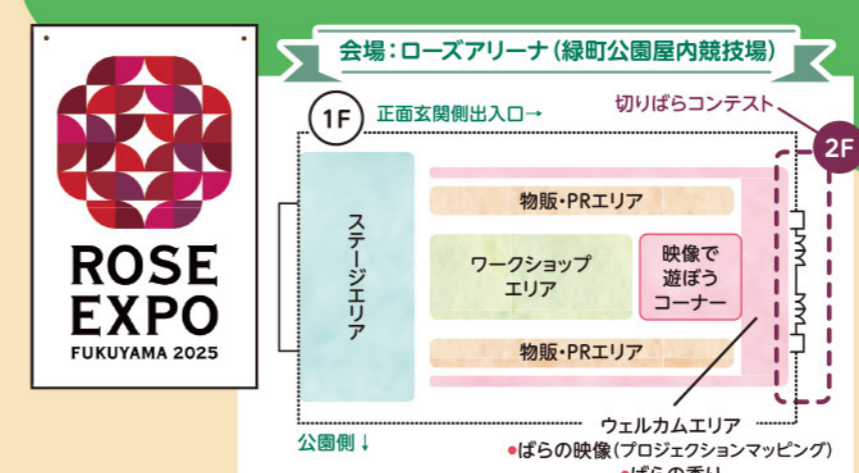 ROSE
EXPO
FUKUYAMA 2025
会場：ローズアリーナ（緑町公園屋内競技場）
1F
正面玄関側出入口→
切りばらコンテスト
2F
ステージエリア
物販・PRエリア
ワークショップ
エリア
映像で
遊ぼう
コーナー
物販・PRエリア
公園側↓
ウェルカムエリア
●ばらの映像（プロジェクションマッピング）
●ばらの香り